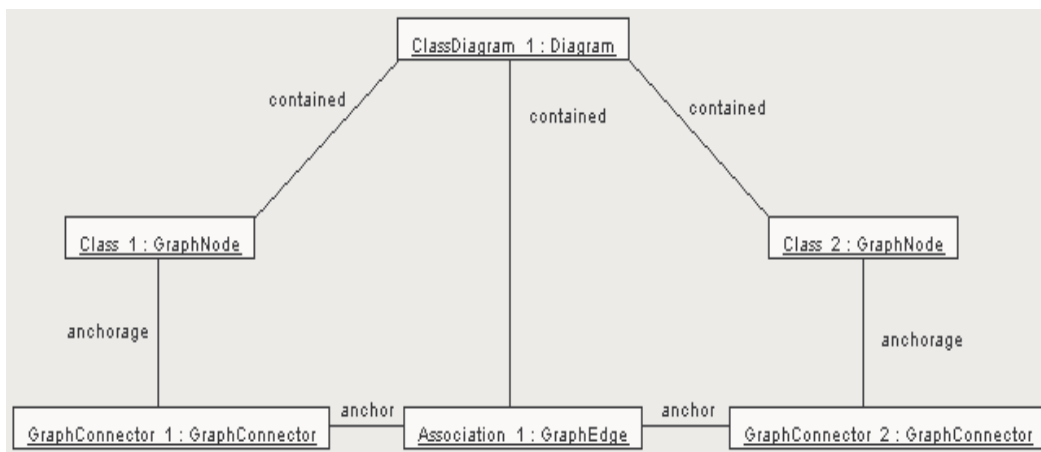 ClassDiagram 1 : Diagram
contained
contained
contained
Class 1 : GraphNode
Class 2 : GraphNode
anchorage
anchorage
GraphConnector 1 : GraphConnector
anchor
Association 1 : GraphEdge
anchor
GraphConnector 2 : GraphConnector